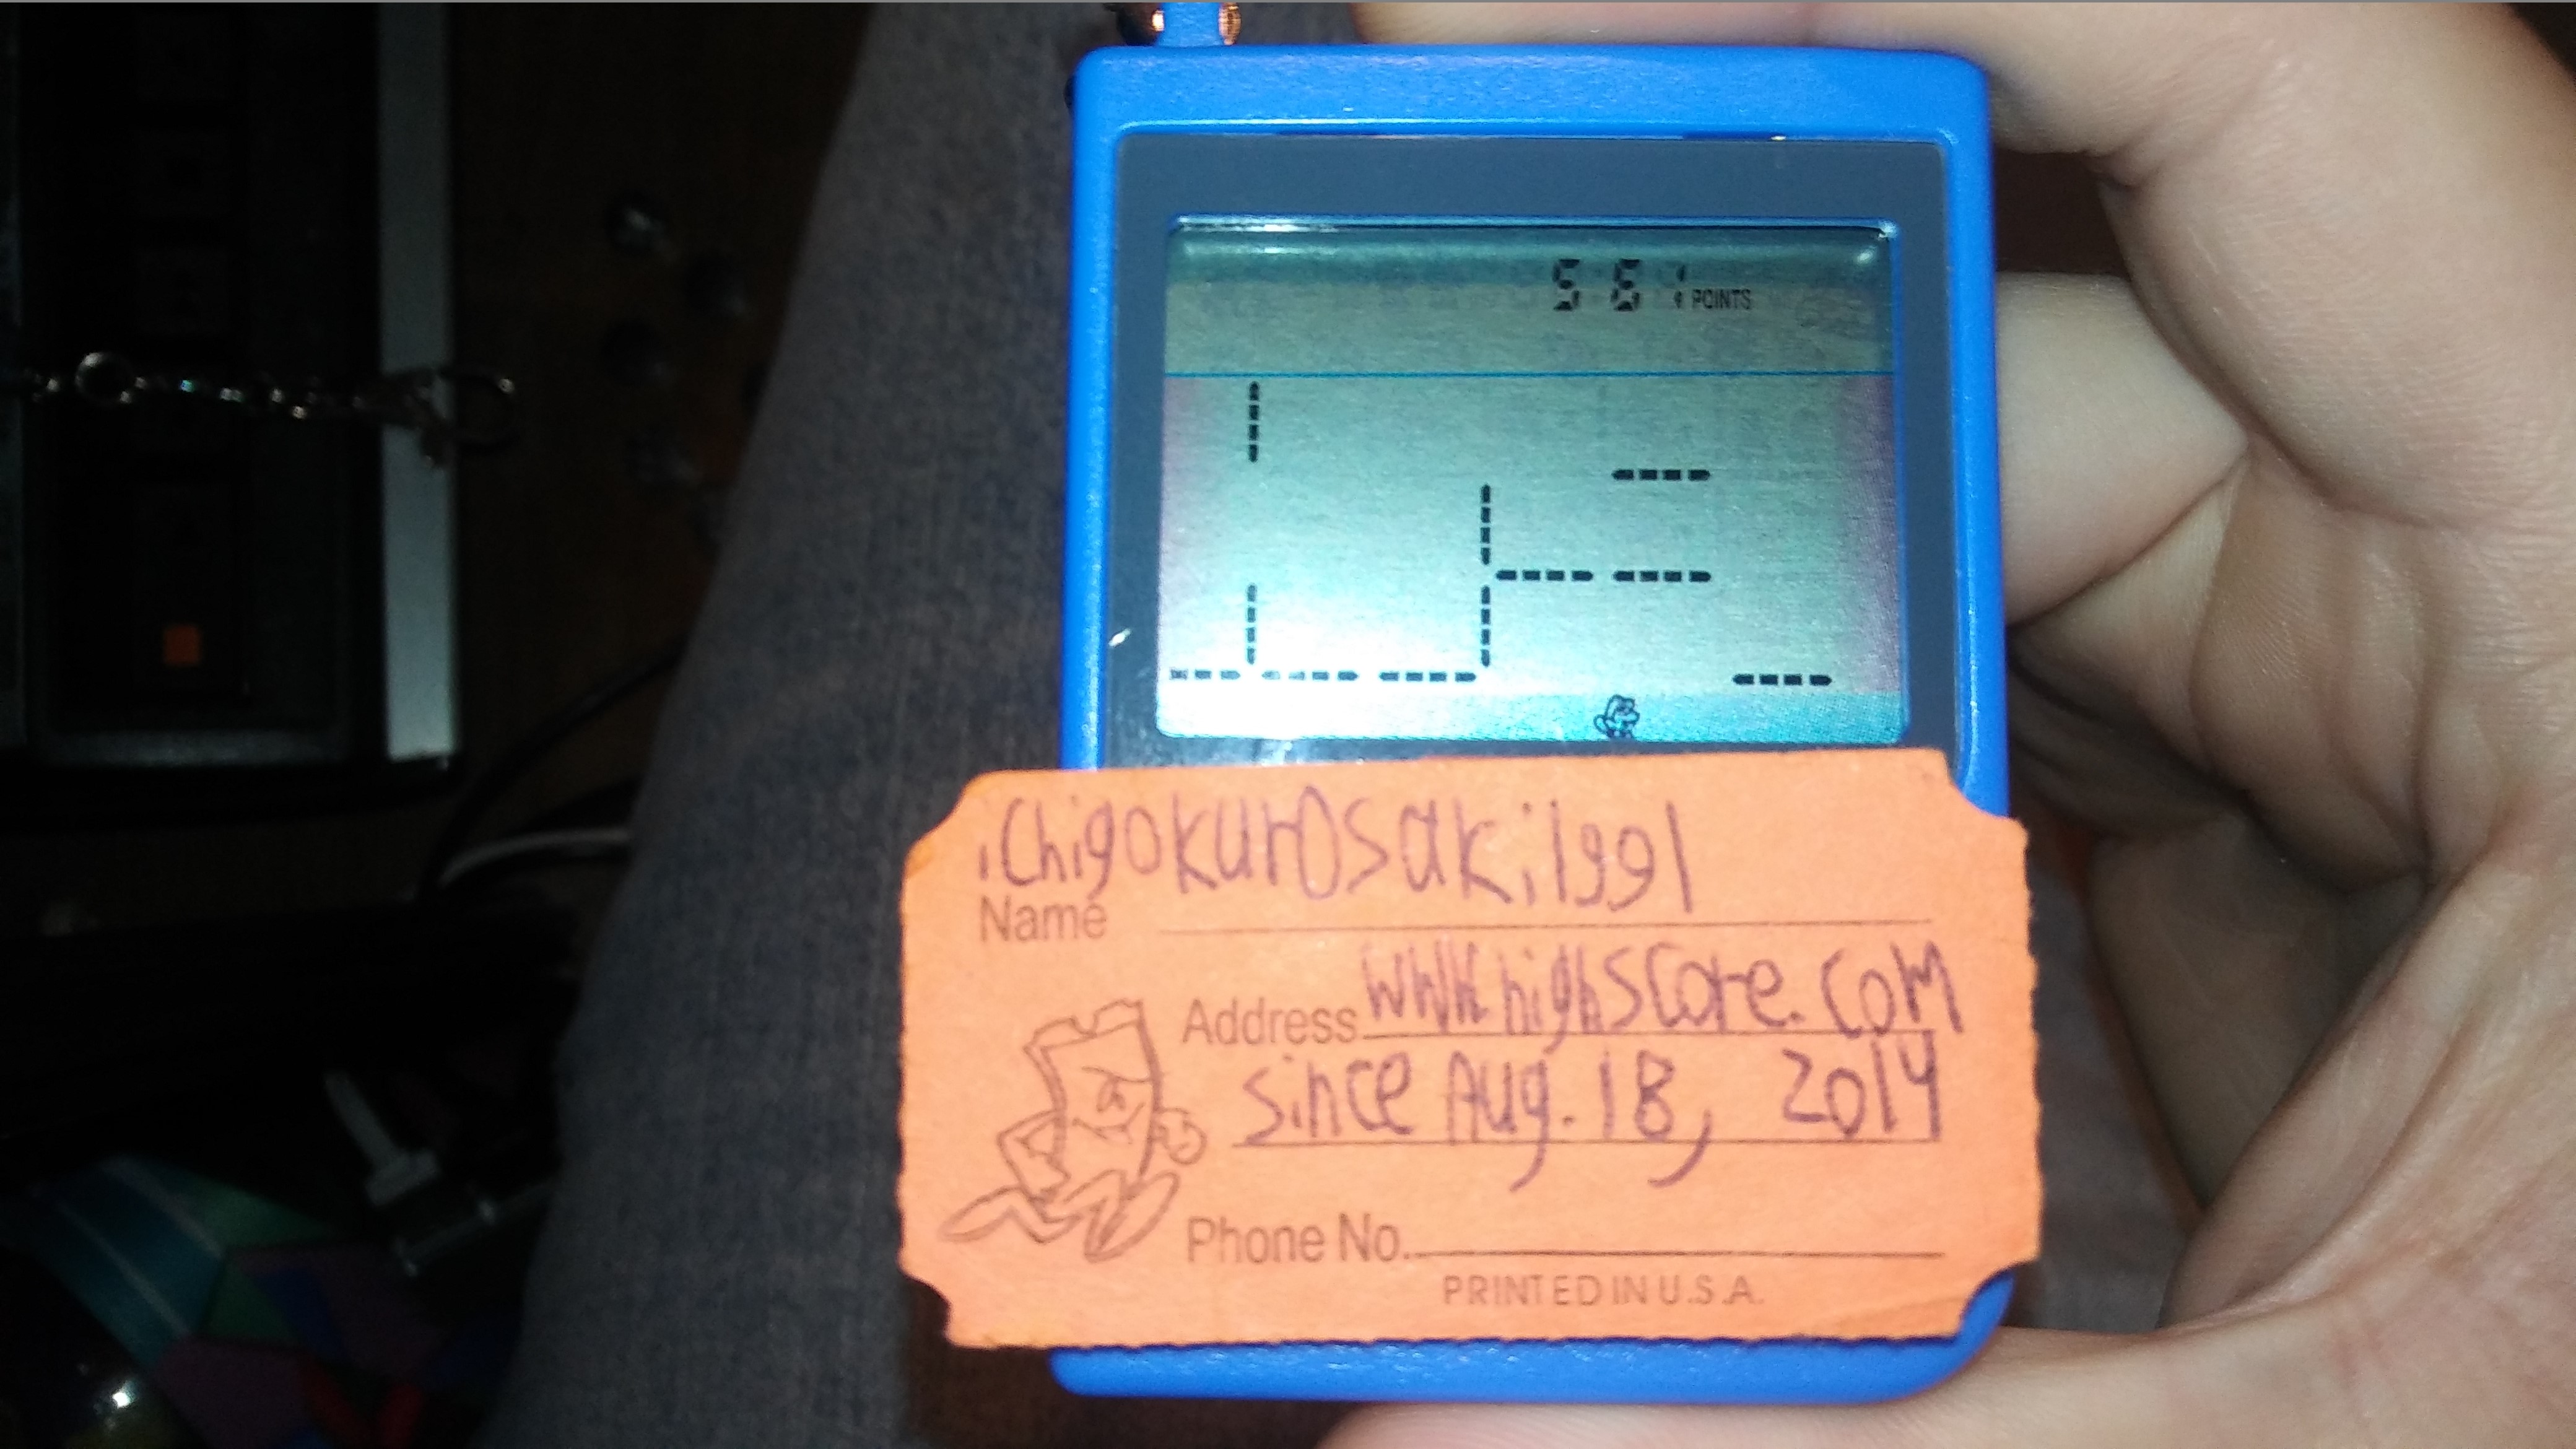 561 POINTS
ichigokurosaki1991
Name
Address www.highscore.com
since Aug. 18, 2014
Phone No.
PRINTED IN U.S.A.